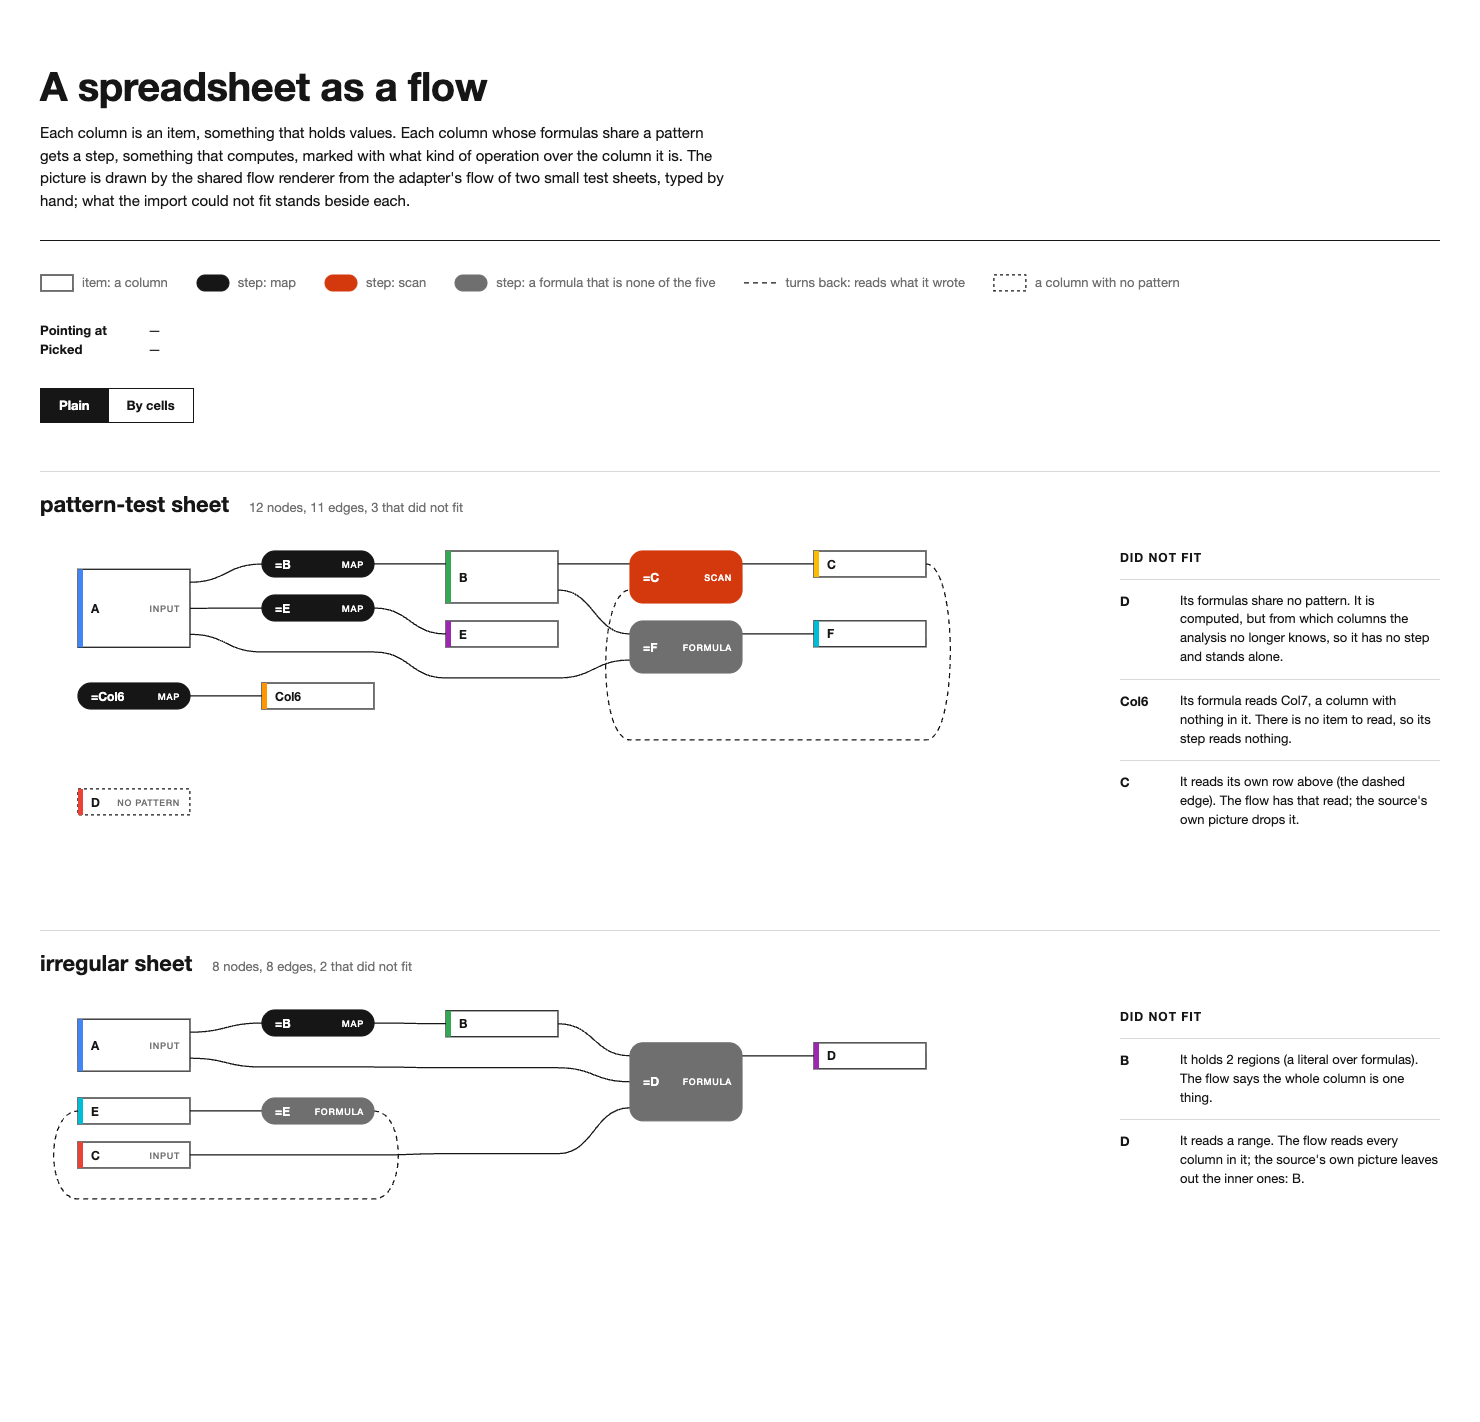 A spreadsheet as a flow
Each column is an item, something that holds values. Each column whose formulas share a pattern
gets a step, something that computes, marked with what kind of operation over the column it is. The
picture is drawn by the shared flow renderer from the adapter's flow of two small test sheets, typed by
hand; what the import could not fit stands beside each.
item: a column
step: map
step: scan
step: a formula that is none of the five
turns back: reads what it wrote
a column with no pattern
Pointing at —
Picked —
Plain
By cells
pattern-test sheet
12 nodes, 11 edges, 3 that did not fit
A INPUT
=B MAP
=E MAP
B
E
=C SCAN
=F FORMULA
C
F
=Col6 MAP
Col6
D NO PATTERN
DID NOT FIT
D
Its formulas share no pattern. It is
computed, but from which columns the
analysis no longer knows, so it has no step
and stands alone.
Col6
Its formula reads Col7, a column with
nothing in it. There is no item to read, so its
step reads nothing.
C
It reads its own row above (the dashed
edge). The flow has that read; the source's
own picture drops it.
irregular sheet
8 nodes, 8 edges, 2 that did not fit
A INPUT
=B MAP
B
=D FORMULA
D
E
=E FORMULA
C INPUT
DID NOT FIT
B
It holds 2 regions (a literal over formulas).
The flow says the whole column is one
thing.
D
It reads a range. The flow reads every
column in it; the source's own picture leaves
out the inner ones: B.